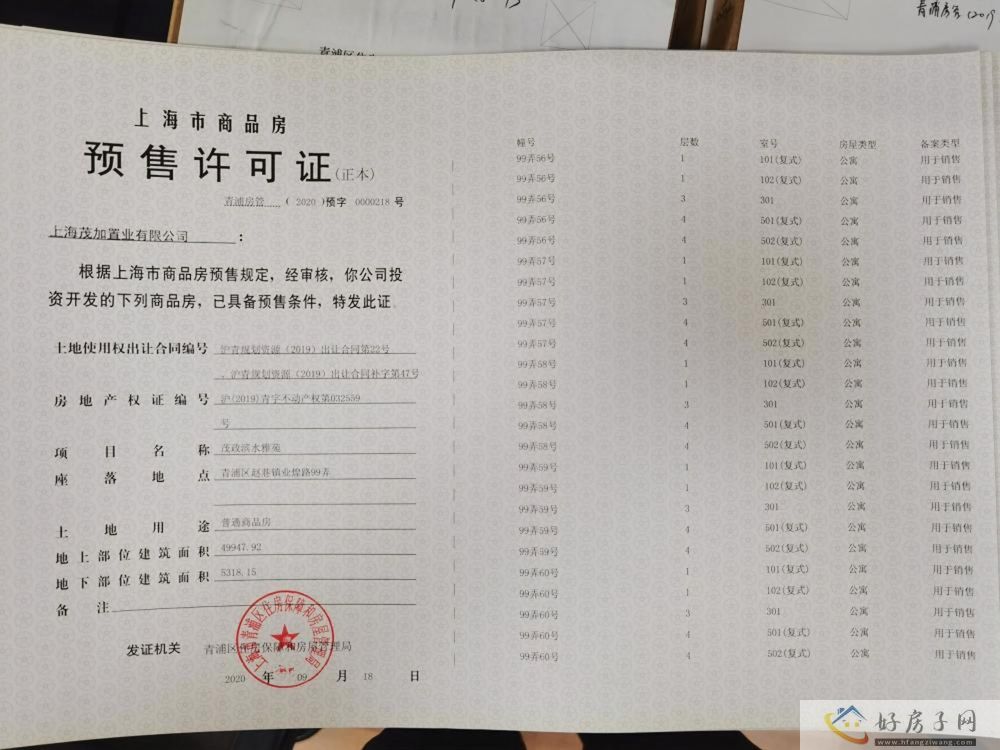 青浦房管(2019
上海市商品房
预售许可证(正本)
青浦房管 ( 2020 )预字 0000218 号
上海茂加置业有限公司 :
根据上海市商品房预售规定，经审核，你公司投
资开发的下列商品房，已具备预售条件，特发此证
土地使用权出让合同编号 沪青规划资源（2019）出让合同第22号
、沪青规划资源（2019）出让合同补字第47号
房地产权证编号 沪(2019)青字不动产权第032559
号
项目名称 茂政滨水雅苑
座落地点 青浦区赵巷镇业煌路99弄
土地用途 普通商品房
地上部位建筑面积 49947.92
地下部位建筑面积 5318.15
备注
发证机关 青浦区住房保障和房屋管理局
2020 年 09 月 18 日
幢号 层数 室号 房屋类型 备案类型
99弄56号 1 101(复式) 公寓 用于销售
99弄56号 1 102(复式) 公寓 用于销售
99弄56号 3 301 公寓 用于销售
99弄56号 4 501(复式) 公寓 用于销售
99弄56号 4 502(复式) 公寓 用于销售
99弄57号 1 101(复式) 公寓 用于销售
99弄57号 1 102(复式) 公寓 用于销售
99弄57号 3 301 公寓 用于销售
99弄57号 4 501(复式) 公寓 用于销售
99弄57号 4 502(复式) 公寓 用于销售
99弄58号 1 101(复式) 公寓 用于销售
99弄58号 1 102(复式) 公寓 用于销售
99弄58号 3 301 公寓 用于销售
99弄58号 4 501(复式) 公寓 用于销售
99弄58号 4 502(复式) 公寓 用于销售
99弄59号 1 101(复式) 公寓 用于销售
99弄59号 1 102(复式) 公寓 用于销售
99弄59号 3 301 公寓 用于销售
99弄59号 4 501(复式) 公寓 用于销售
99弄59号 4 502(复式) 公寓 用于销售
99弄60号 1 101(复式) 公寓 用于销售
99弄60号 1 102(复式) 公寓 用于销售
99弄60号 3 301 公寓 用于销售
99弄60号 4 501(复式) 公寓 用于销售
99弄60号 4 502(复式) 公寓 用于销售
好房子网
www.hfangziwang.com